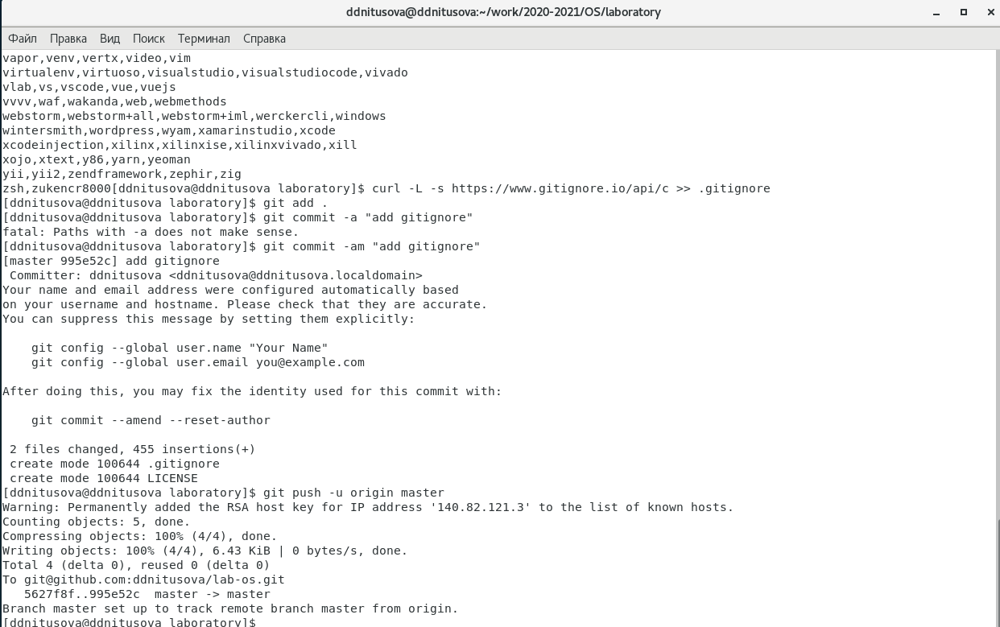 ddnitusova@ddnitusova:~/work/2020-2021/OS/laboratory
Файл Правка Вид Поиск Терминал Справка
vapor,venv,vertx,video,vim
virtualenv,virtuoso,visualstudio,visualstudiocode,vivado
vlab,vs,vscode,vue,vuejs
vvvv,waf,wakanda,web,webmethods
webstorm,webstorm+all,webstorm+iml,werckercli,windows
wintersmith,wordpress,wyam,xamarinstudio,xcode
xcodeinjection,xilinx,xilinxise,xilinxvivado,xill
xojo,xtext,y86,yarn,yeoman
yii,yii2,zendframework,zephir,zig
zsh,zukencr8000[ddnitusova@ddnitusova laboratory]$ curl -L -s https://www.gitignore.io/api/c >> .gitignore
[ddnitusova@ddnitusova laboratory]$ git add .
[ddnitusova@ddnitusova laboratory]$ git commit -a "add gitignore"
fatal: Paths with -a does not make sense.
[ddnitusova@ddnitusova laboratory]$ git commit -am "add gitignore"
[master 995e52c] add gitignore
 Committer: ddnitusova <ddnitusova@ddnitusova.localdomain>
Your name and email address were configured automatically based
on your username and hostname. Please check that they are accurate.
You can suppress this message by setting them explicitly:
    git config --global user.name "Your Name"
    git config --global user.email you@example.com
After doing this, you may fix the identity used for this commit with:
    git commit --amend --reset-author
 2 files changed, 455 insertions(+)
 create mode 100644 .gitignore
 create mode 100644 LICENSE
[ddnitusova@ddnitusova laboratory]$ git push -u origin master
Warning: Permanently added the RSA host key for IP address '140.82.121.3' to the list of known hosts.
Counting objects: 5, done.
Compressing objects: 100% (4/4), done.
Writing objects: 100% (4/4), 6.43 KiB | 0 bytes/s, done.
Total 4 (delta 0), reused 0 (delta 0)
To git@github.com:ddnitusova/lab-os.git
   5627f8f..995e52c  master -> master
Branch master set up to track remote branch master from origin.
[ddnitusova@ddnitusova laboratory]$